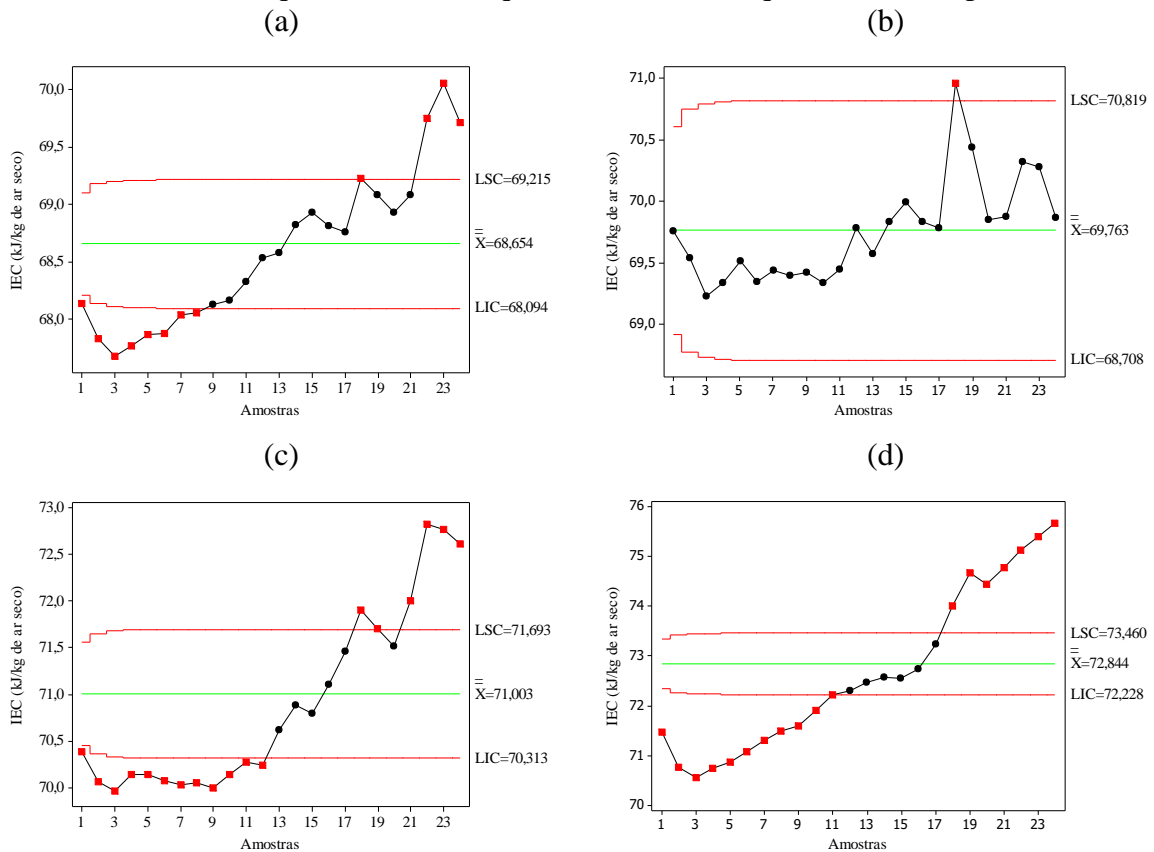 (a)
(b)
70,0
69,5
69,0
68,5
68,0
IEC (kJ/kg de ar seco)
LSC=69,215
X=68,654
LIC=68,094
1 3 5 7 9 11 13 15 17 19 21 23
Amostras
71,0
70,5
70,0
69,5
69,0
IEC (kJ/kg de ar seco)
LSC=70,819
X=69,763
LIC=68,708
1 3 5 7 9 11 13 15 17 19 21 23
Amostras
(c)
(d)
73,0
72,5
72,0
71,5
71,0
70,5
70,0
IEC (kJ/kg de ar seco)
LSC=71,693
X=71,003
LIC=70,313
1 3 5 7 9 11 13 15 17 19 21 23
Amostras
76
75
74
73
72
71
70
IEC (kJ/kg de ar seco)
LSC=73,460
X=72,844
LIC=72,228
1 3 5 7 9 11 13 15 17 19 21 23
Amostras